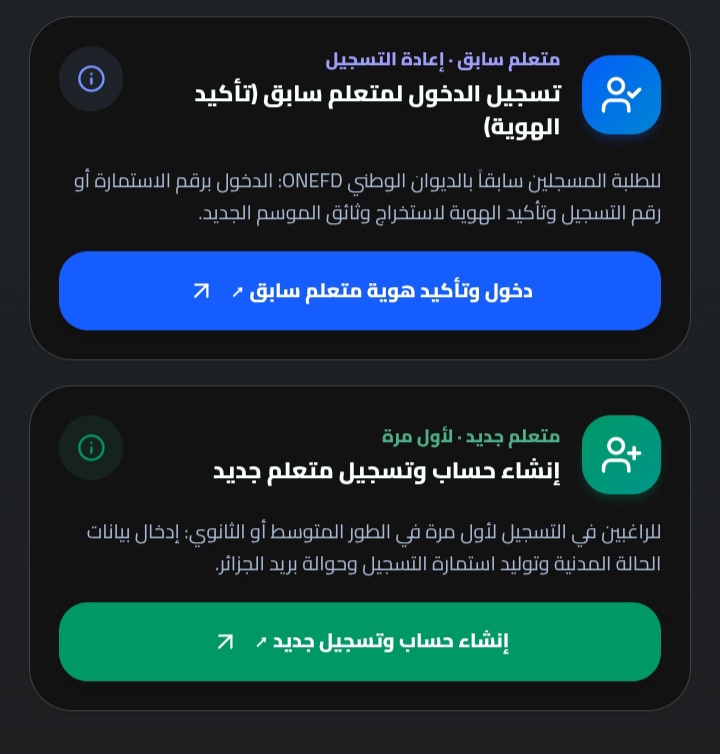 متعلم سابق · إعادة التسجيل
تسجيل الدخول لمتعلم سابق (تأكيد
الهوية)
للطلبة المسجلين سابقاً بالديوان الوطني ONEFD: الدخول برقم الاستمارة أو
رقم التسجيل وتأكيد الهوية لاستخراج وثائق الموسم الجديد.
دخول وتأكيد هوية متعلم سابق ↗
متعلم جديد · لأول مرة
إنشاء حساب وتسجيل متعلم جديد
للراغبين في التسجيل لأول مرة في الطور المتوسط أو الثانوي: إدخال بيانات
الحالة المدنية وتوليد استمارة التسجيل وحوالة بريد الجزائر.
إنشاء حساب وتسجيل جديد ↗